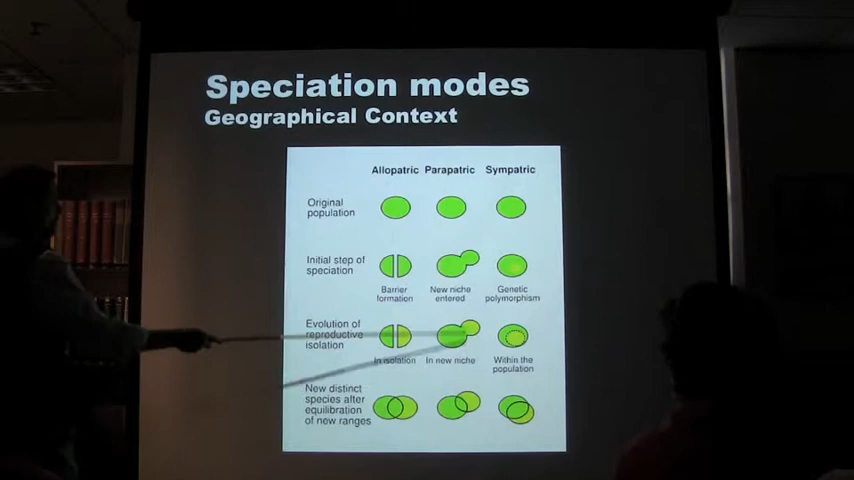 Speciation modes
Geographical Context
Allopatric Parapatric Sympatric
Original
population
Initial step of
speciation
Barrier
formation
New niche
entered
Genetic
polymorphism
Evolution of
reproductive
isolation
In isolation
In new niche
Within the
population
New distinct
species after
equilibration
of new ranges